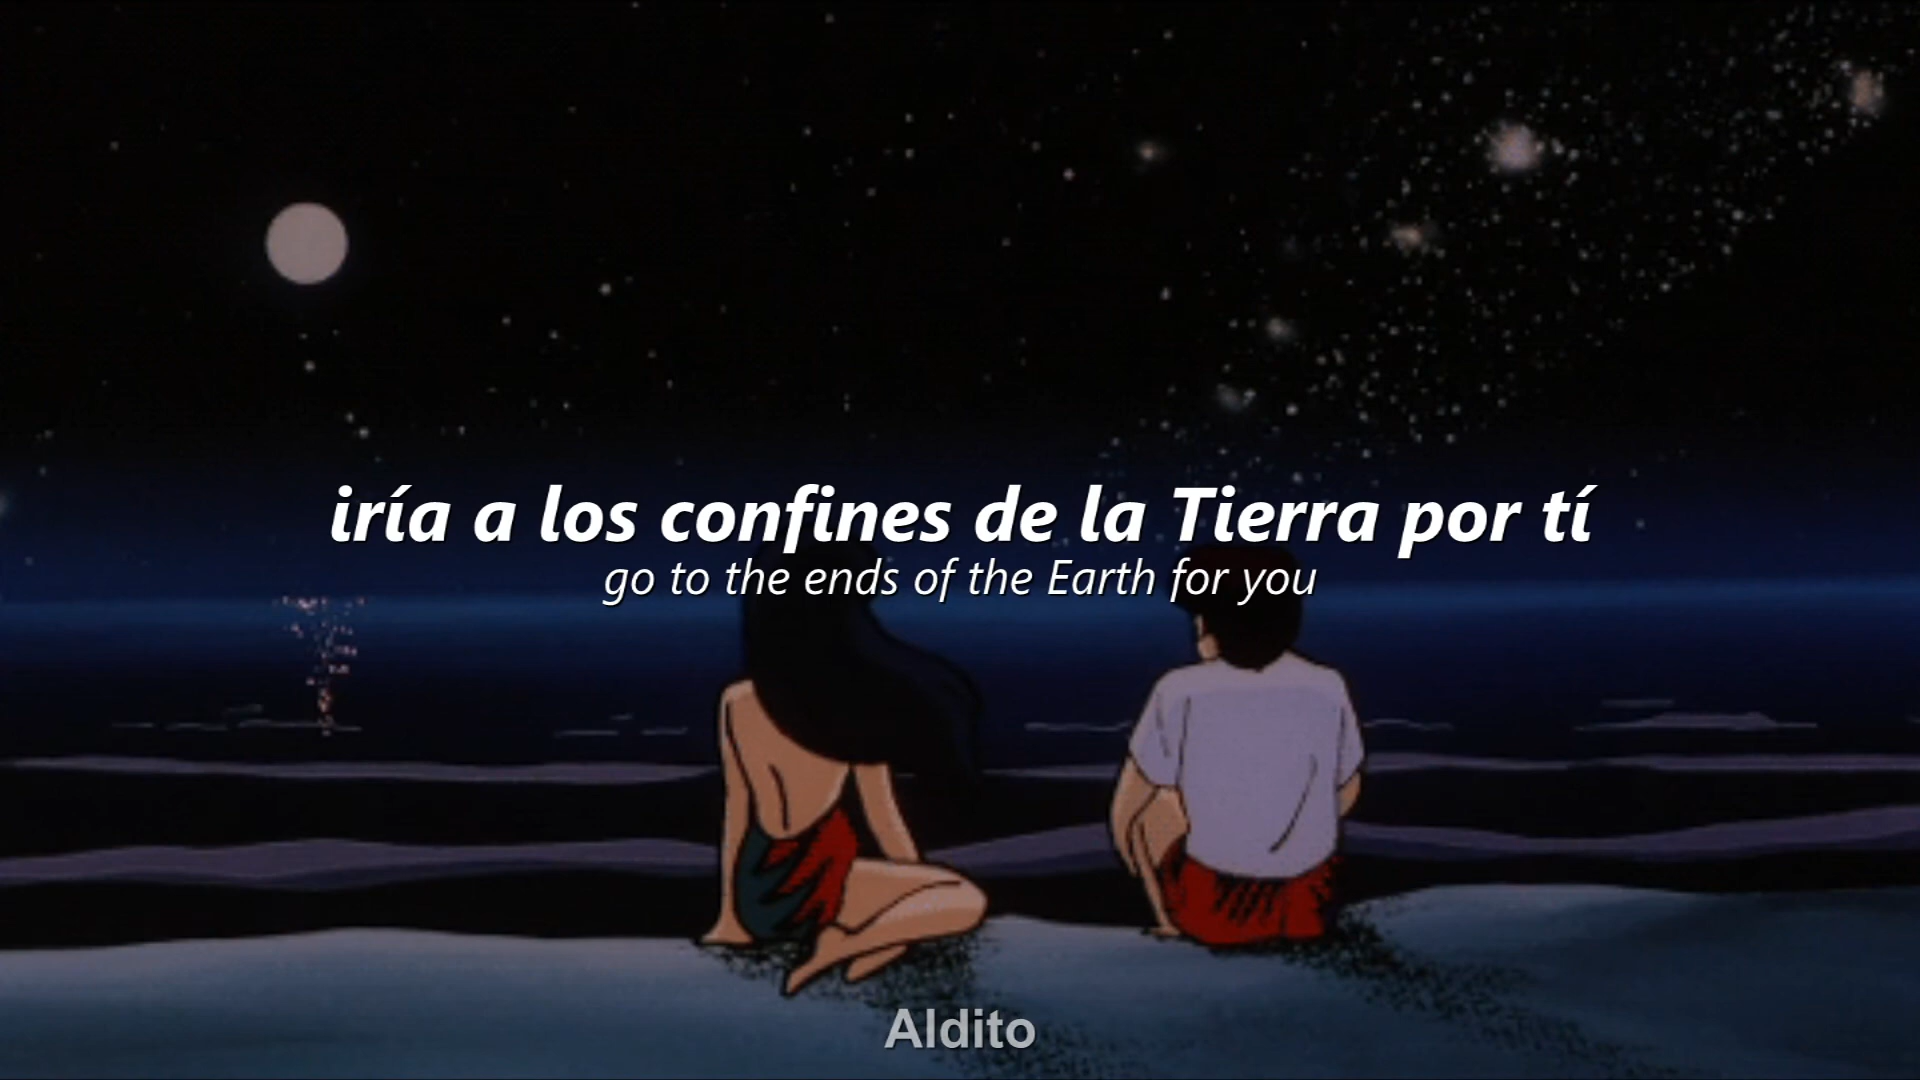 iría a los confines de la Tierra por tí
go to the ends of the Earth for you
Aldito